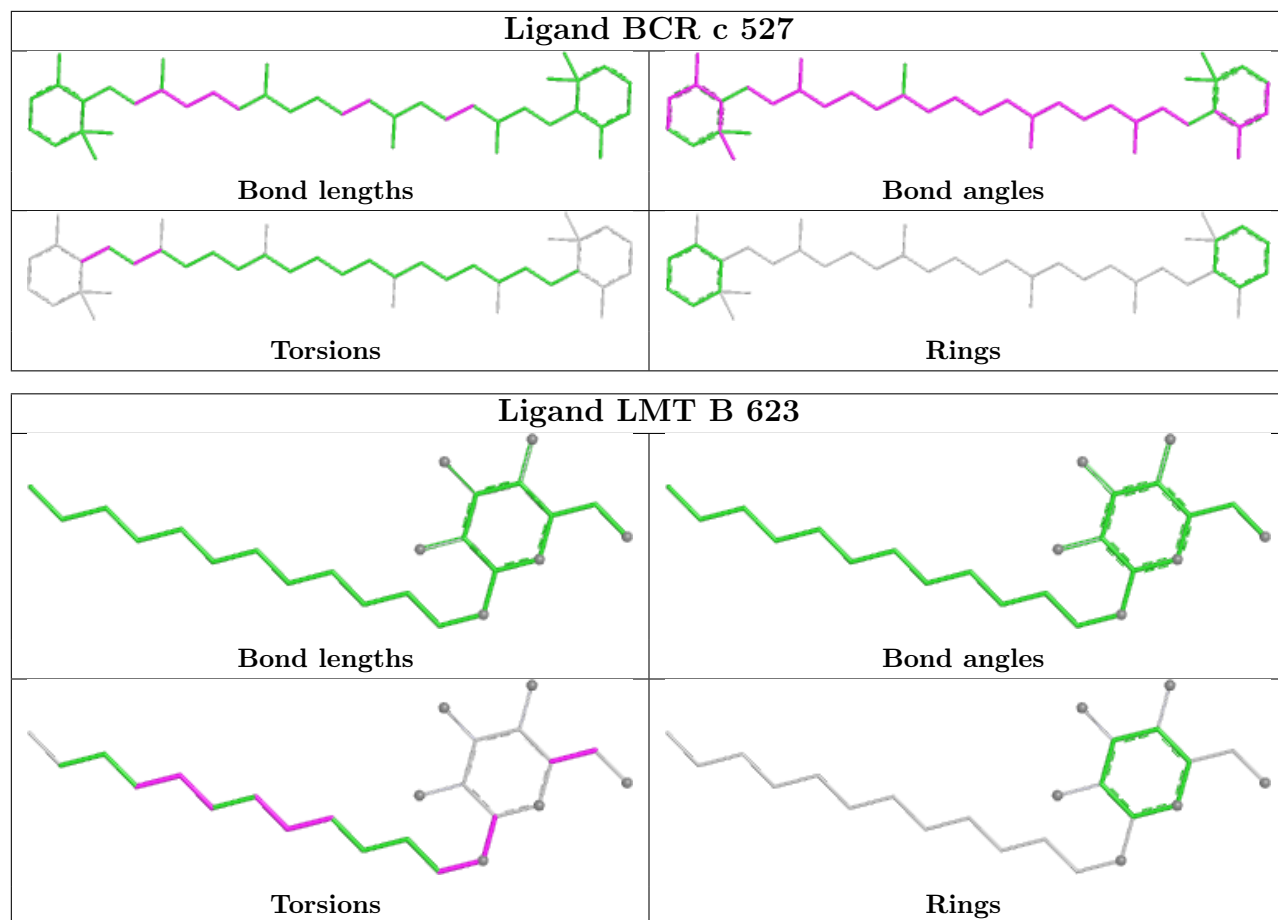 Ligand BCR c 527
Bond lengths
Bond angles
Torsions
Rings
Ligand LMT B 623
Bond lengths
Bond angles
Torsions
Rings